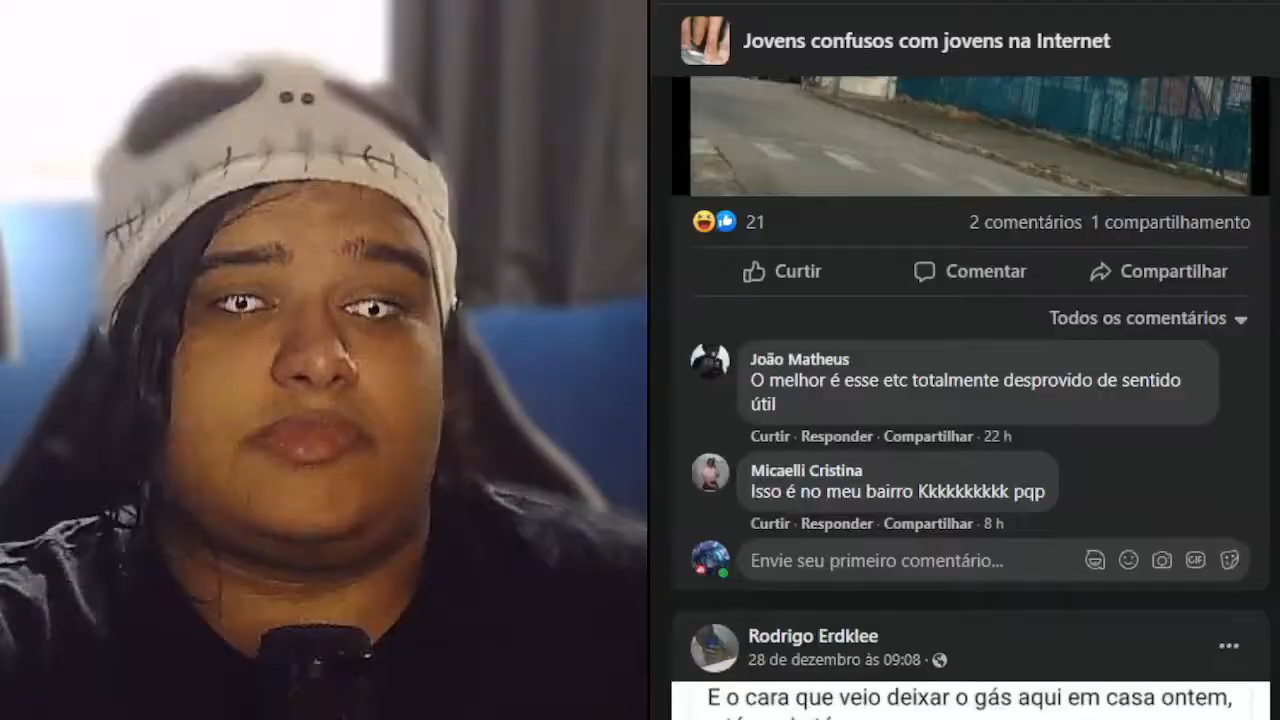 Jovens confusos com jovens na Internet
21
2 comentários 1 compartilhamento
Curtir Comentar Compartilhar
Todos os comentários
João Matheus
O melhor é esse etc totalmente desprovido de sentido
útil
Curtir · Responder · Compartilhar · 22 h
Micaelli Cristina
Isso é no meu bairro Kkkkkkkkkk pqp
Curtir · Responder · Compartilhar · 8 h
Envie seu primeiro comentário...
GIF
Rodrigo Erdklee
28 de dezembro às 09:08 ·
E o cara que veio deixar o gás aqui em casa ontem,